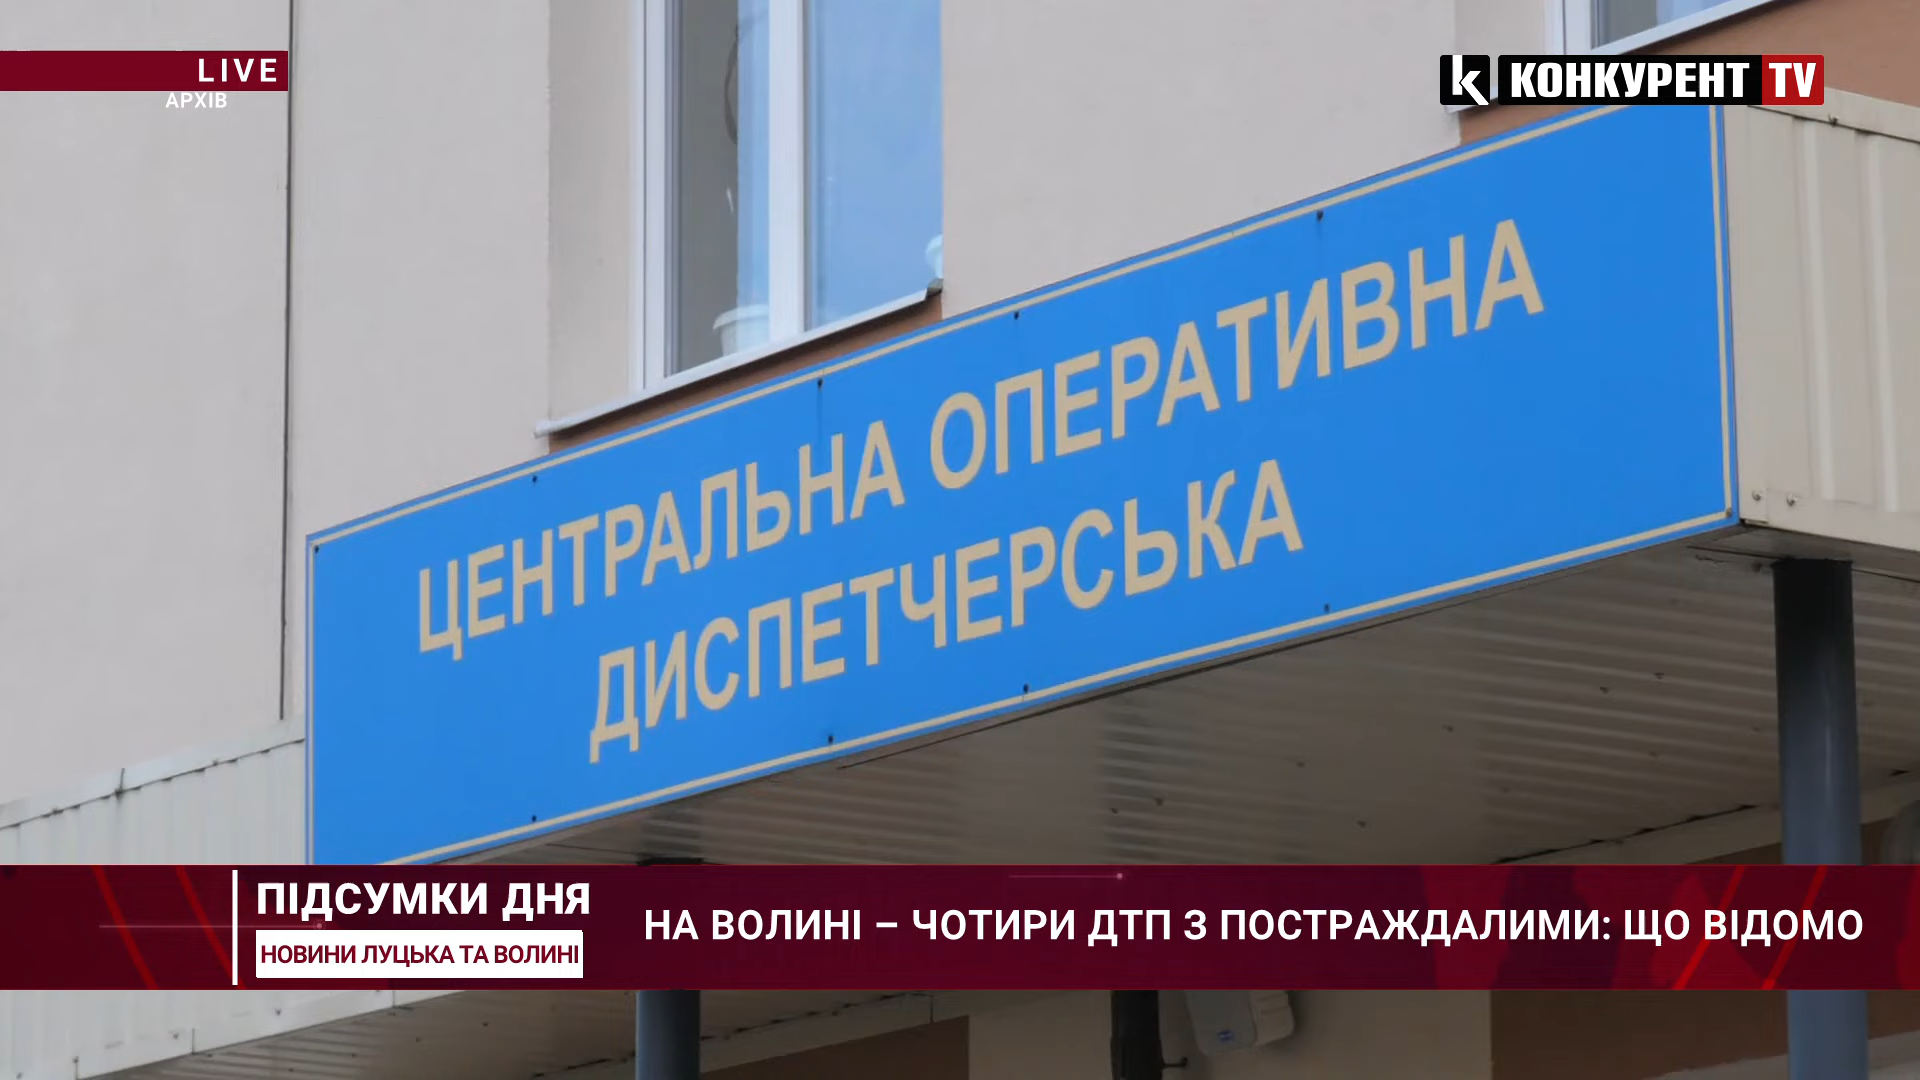 LIVE
АРХІВ
КОНКУРЕНТ TV
ЦЕНТРАЛЬНА ОПЕРАТИВНА
ДИСПЕТЧЕРСЬКА
ПІДСУМКИ ДНЯ
НОВИНИ ЛУЦЬКА ТА ВОЛИНІ
НА ВОЛИНІ – ЧОТИРИ ДТП З ПОСТРАЖДАЛИМИ: ЩО ВІДОМО